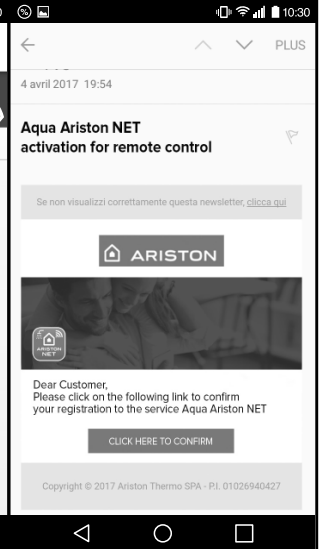 10:30
PLUS
4 avril 2017 19:54
Aqua Ariston NET
activation for remote control
Se non visualizzi correttamente questa newsletter, clicca qui
ARISTON
ARISTON
NET
Dear Customer,
Please click on the following link to confirm
your registration to the service Aqua Ariston NET
CLICK HERE TO CONFIRM
Copyright © 2017 Ariston Thermo SPA - P.I. 01026940427